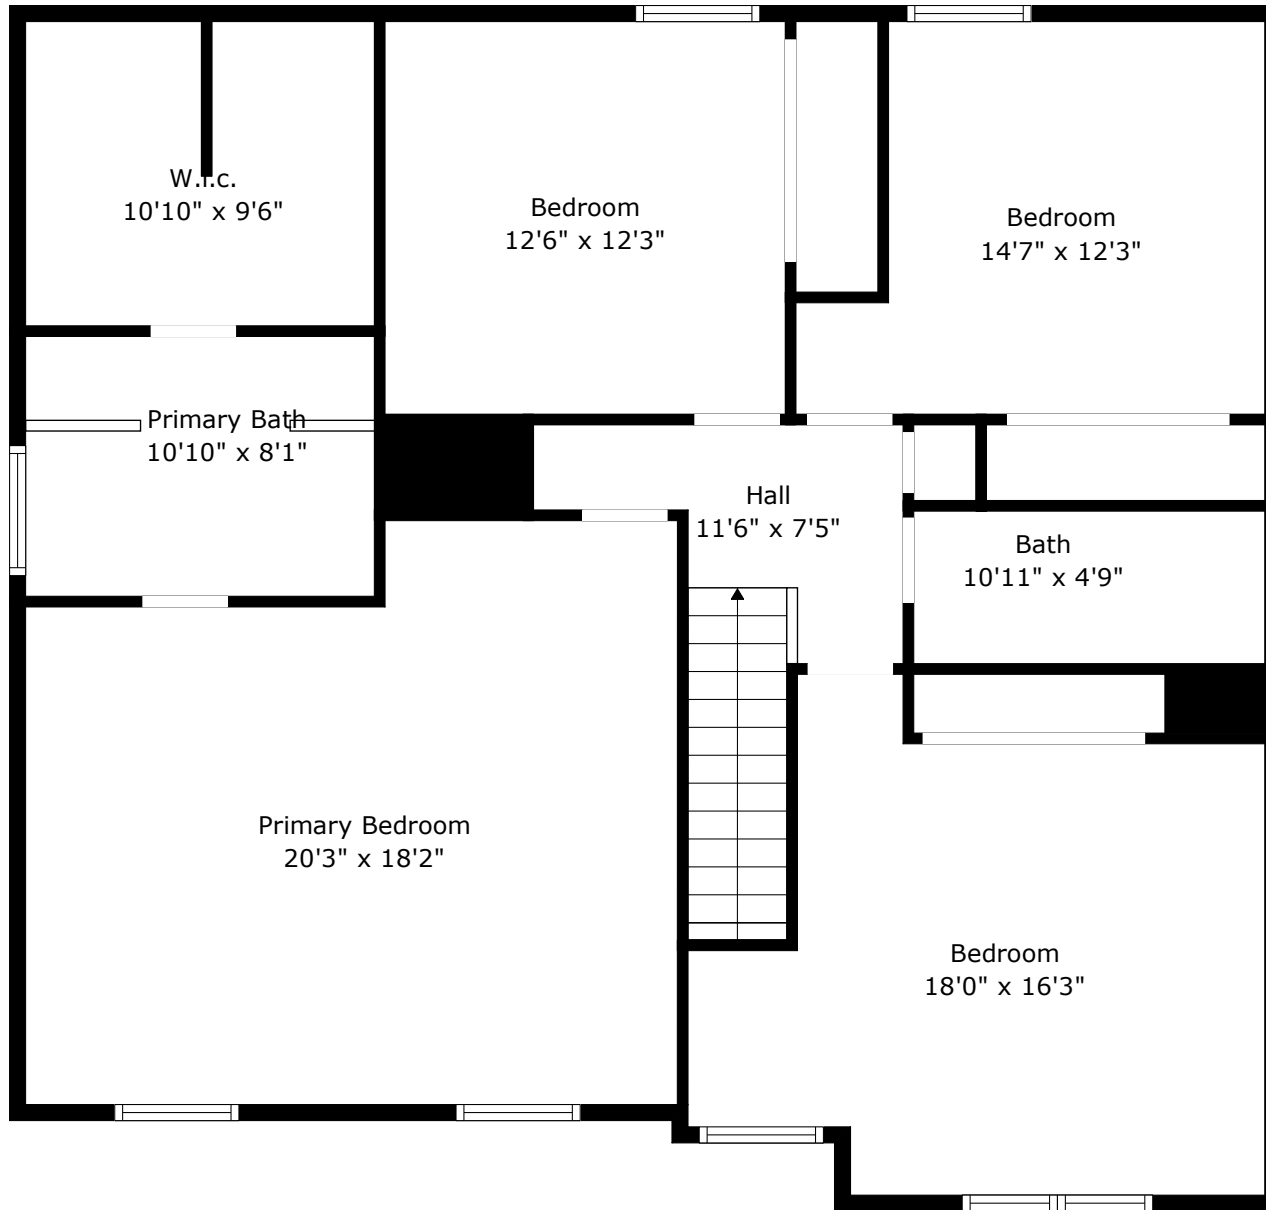 W.I.c.
10'10" x 9'6"
Bedroom
12'6" x 12'3"
Bedroom
14'7" x 12'3"
Primary Bath
10'10" x 8'1"
Hall
11'6" x 7'5"
Bath
10'11" x 4'9"
Primary Bedroom
20'3" x 18'2"
Bedroom
18'0" x 16'3"